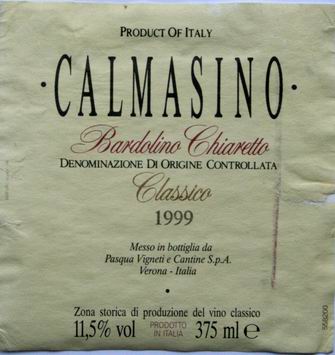 PRODUCT OF ITALY
· CALMASINO ·
Bardolino Chiaretto
DENOMINAZIONE DI ORIGINE CONTROLLATA
Classico
1999
Messo in bottiglia da
Pasqua Vigneti e Cantine S.p.A.
Verona - Italia
Zona storica di produzione del vino classico
11,5% vol PRODOTTO IN ITALIA 375 ml e